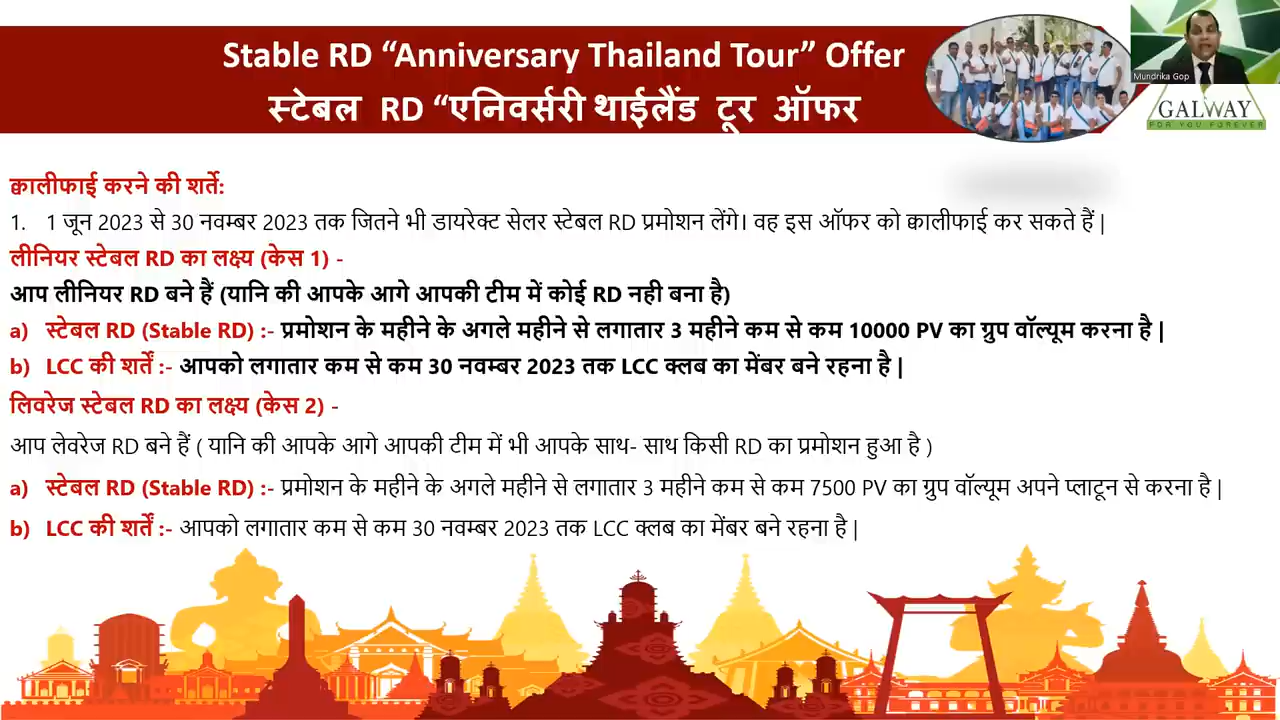 Stable RD “Anniversary Thailand Tour” Offer
स्टेबल RD “एनिवर्सरी थाईलैंड टूर ऑफर
Mundrika Gop
GALWAY
FOR YOU FOREVER
क्वालीफाई करने की शर्ते:
1. 1 जून 2023 से 30 नवम्बर 2023 तक जितने भी डायरेक्ट सेलर स्टेबल RD प्रमोशन लेंगे। वह इस ऑफर को क्वालीफाई कर सकते हैं |
लीनियर स्टेबल RD का लक्ष्य (केस 1) -
आप लीनियर RD बने हैं (यानि की आपके आगे आपकी टीम में कोई RD नही बना है)
a) स्टेबल RD (Stable RD) :- प्रमोशन के महीने के अगले महीने से लगातार 3 महीने कम से कम 10000 PV का ग्रुप वॉल्यूम करना है |
b) LCC की शर्तें :- आपको लगातार कम से कम 30 नवम्बर 2023 तक LCC क्लब का मेंबर बने रहना है |
लिवरेज स्टेबल RD का लक्ष्य (केस 2) -
आप लेवरेज RD बने हैं ( यानि की आपके आगे आपकी टीम में भी आपके साथ- साथ किसी RD का प्रमोशन हुआ है )
a) स्टेबल RD (Stable RD) :- प्रमोशन के महीने के अगले महीने से लगातार 3 महीने कम से कम 7500 PV का ग्रुप वॉल्यूम अपने प्लाटून से करना है |
b) LCC की शर्तें :- आपको लगातार कम से कम 30 नवम्बर 2023 तक LCC क्लब का मेंबर बने रहना है |